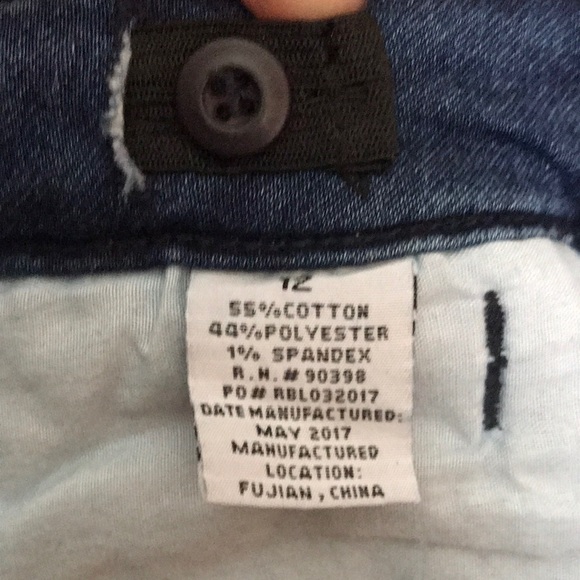 12
55%COTTON
44%POLYESTER
1% SPANDEX
R.N.# 90398
PO# RBL032017
DATE MANUFACTURED:
MAY 2017
MANUFACTURED
LOCATION:
FUJIAN, CHINA